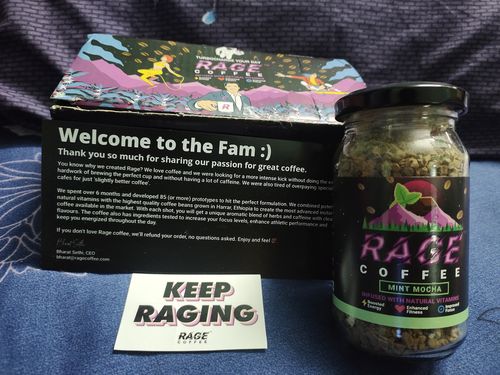 TURBOCHARGE YOUR DAY
RAGE
COFFEE
R
Welcome to the Fam :)
Thank you so much for sharing our passion for great coffee.
You know why we created Rage? We love coffee and we were looking for a more intense kick without doing the
hardwork of brewing the perfect cup and without having a lot of caffeine. We were also tired of overpaying
cafes for just 'slightly better coffee'.
We spent over 6 months and developed 85 (or more) prototypes to hit the perfect formulation. We combined
natural vitamins with the highest quality coffee beans grown in Harrar, Ethiopia to create the most advanced
coffee available in the market. With each shot, you will get a unique aromatic blend of herbs and caffeine
flavours. The coffee also has ingredients tested to increase your focus levels, enhance athletic performance and
keep you energised throughout the day.
If you don't love Rage coffee, we'll refund your order, no questions asked. Enjoy and feel
Bharat Sethi, CEO
bharat@ragecoffee.com
KEEP
RAGING
RAGE
COFFEE
RAGE
COFFEE
MINT MOCHA
INFUSED WITH NATURAL VITAMINS
Boosted Energy
Enhanced Fitness
Improved Focus